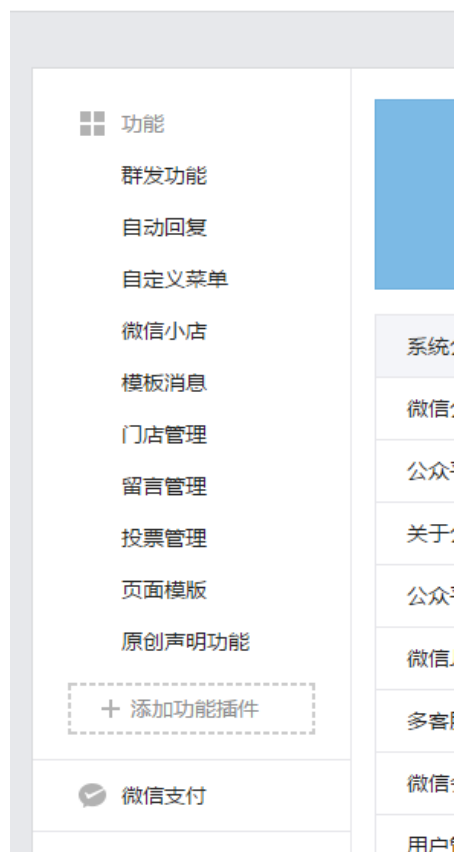 功能
群发功能
自动回复
自定义菜单
微信小店
模板消息
门店管理
留言管理
投票管理
页面模版
原创声明功能
添加功能插件
微信支付
系统
微信
公众
关于
公众
微信
多客
微信
用户